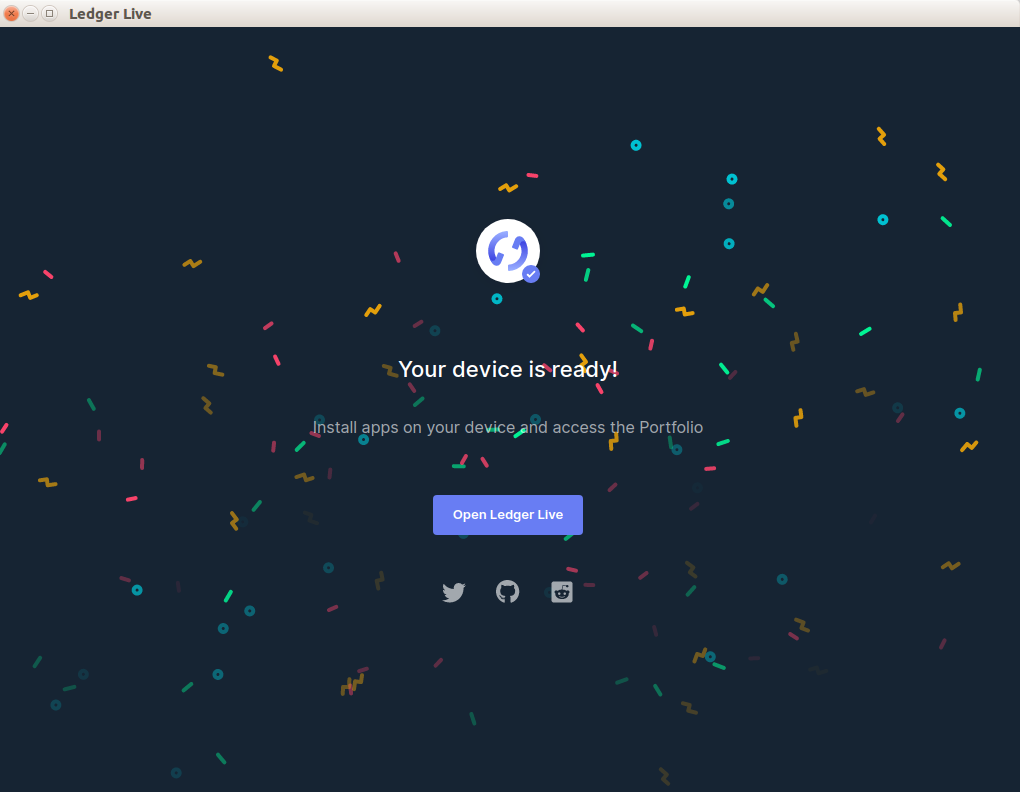 Ledger Live
Your device is ready!
Install apps on your device and access the Portfolio
Open Ledger Live